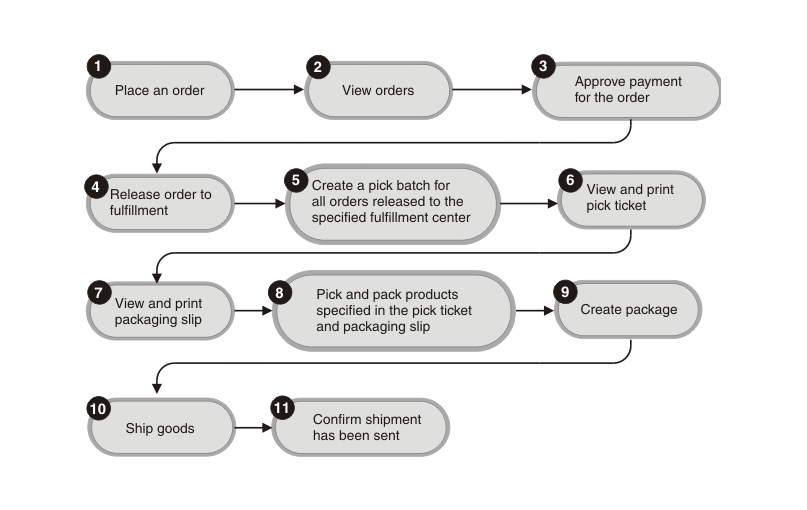 1
Place an order
2
View orders
3
Approve payment
for the order
4
Release order to
fulfillment
5
Create a pick batch for
all orders released to the
specified fulfillment center
6
View and print
pick ticket
7
View and print
packaging slip
8
Pick and pack products
specified in the pick ticket
and packaging slip
9
Create package
10
Ship goods
11
Confirm shipment
has been sent